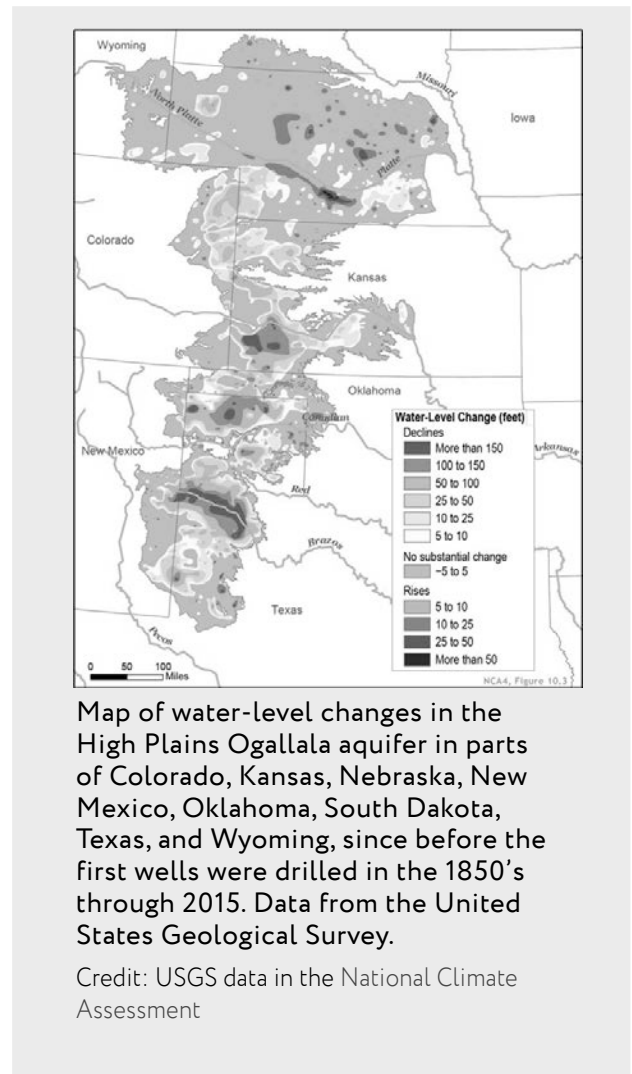 Wyoming
Missouri
North Platte
Iowa
Platte
Colorado
Kansas
Oklahoma
Canadian
New Mexico
Arkansas
Red
Brazos
Texas
Pecos
Water-Level Change (feet)
Declines
More than 150
100 to 150
50 to 100
25 to 50
10 to 25
5 to 10
No substantial change
−5 to 5
Rises
5 to 10
10 to 25
25 to 50
More than 50
0 50 100
Miles
NCA4, Figure 10.3
Map of water-level changes in the
High Plains Ogallala aquifer in parts
of Colorado, Kansas, Nebraska, New
Mexico, Oklahoma, South Dakota,
Texas, and Wyoming, since before the
first wells were drilled in the 1850’s
through 2015. Data from the United
States Geological Survey.
Credit: USGS data in the National Climate
Assessment